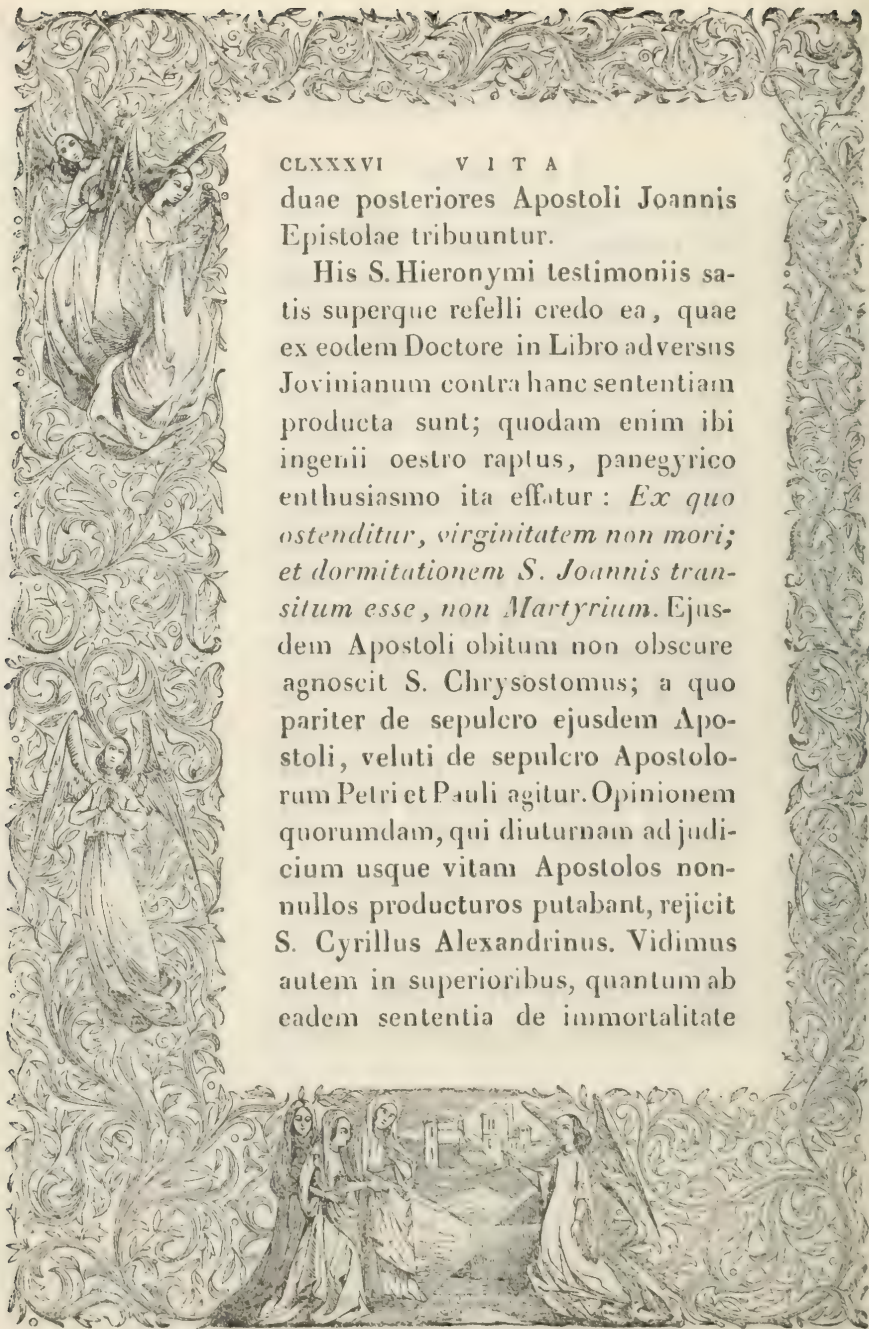 CLXXXVI V I T A
duae posteriores Apostoli Joannis
Epistolae tribuuntur.
His S. Hieronymi testimoniis sa-
tis superque refelli credo ea, quae
ex eodem Doctore in Libro adversus
Jovinianum contra hanc sententiam
producta sunt; quodam enim ibi
ingenii oestro raptus, panegyrico
enthusiasmo ita effatur : Ex quo
ostenditur, virginitatem non mori;
et dormitationem S. Joannis tran-
situm esse, non Martyrium. Ejus-
dem Apostoli obitum non obscure
agnoscit S. Chrysostomus; a quo
pariter de sepulcro ejusdem Apo-
stoli, veluti de sepulcro Apostolo-
rum Petri et Pauli agitur. Opinionem
quorumdam, qui diuturnam ad judi-
cium usque vitam Apostolos non-
nullos producturos putabant, rejicit
S. Cyrillus Alexandrinus. Vidimus
autem in superioribus, quantum ab
eadem sententia de immortalitate